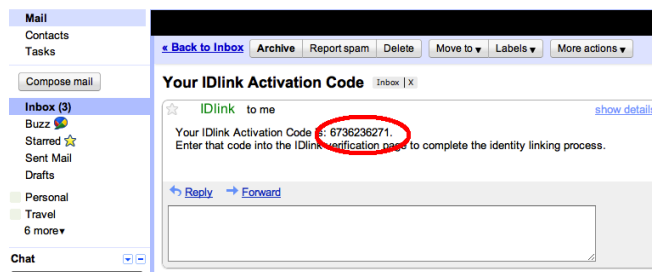 Mail
Contacts
Tasks
Compose mail
Inbox (3)
Buzz
Starred
Sent Mail
Drafts
Personal
Travel
6 more▾
Chat
« Back to Inbox Archive Report spam Delete Move to ▾ Labels ▾ More actions ▾
Your IDlink Activation Code Inbox | X
IDlink to me show details
Your IDlink Activation Code is: 6736236271.
Enter that code into the IDlink verification page to complete the identity linking process.
Reply Forward